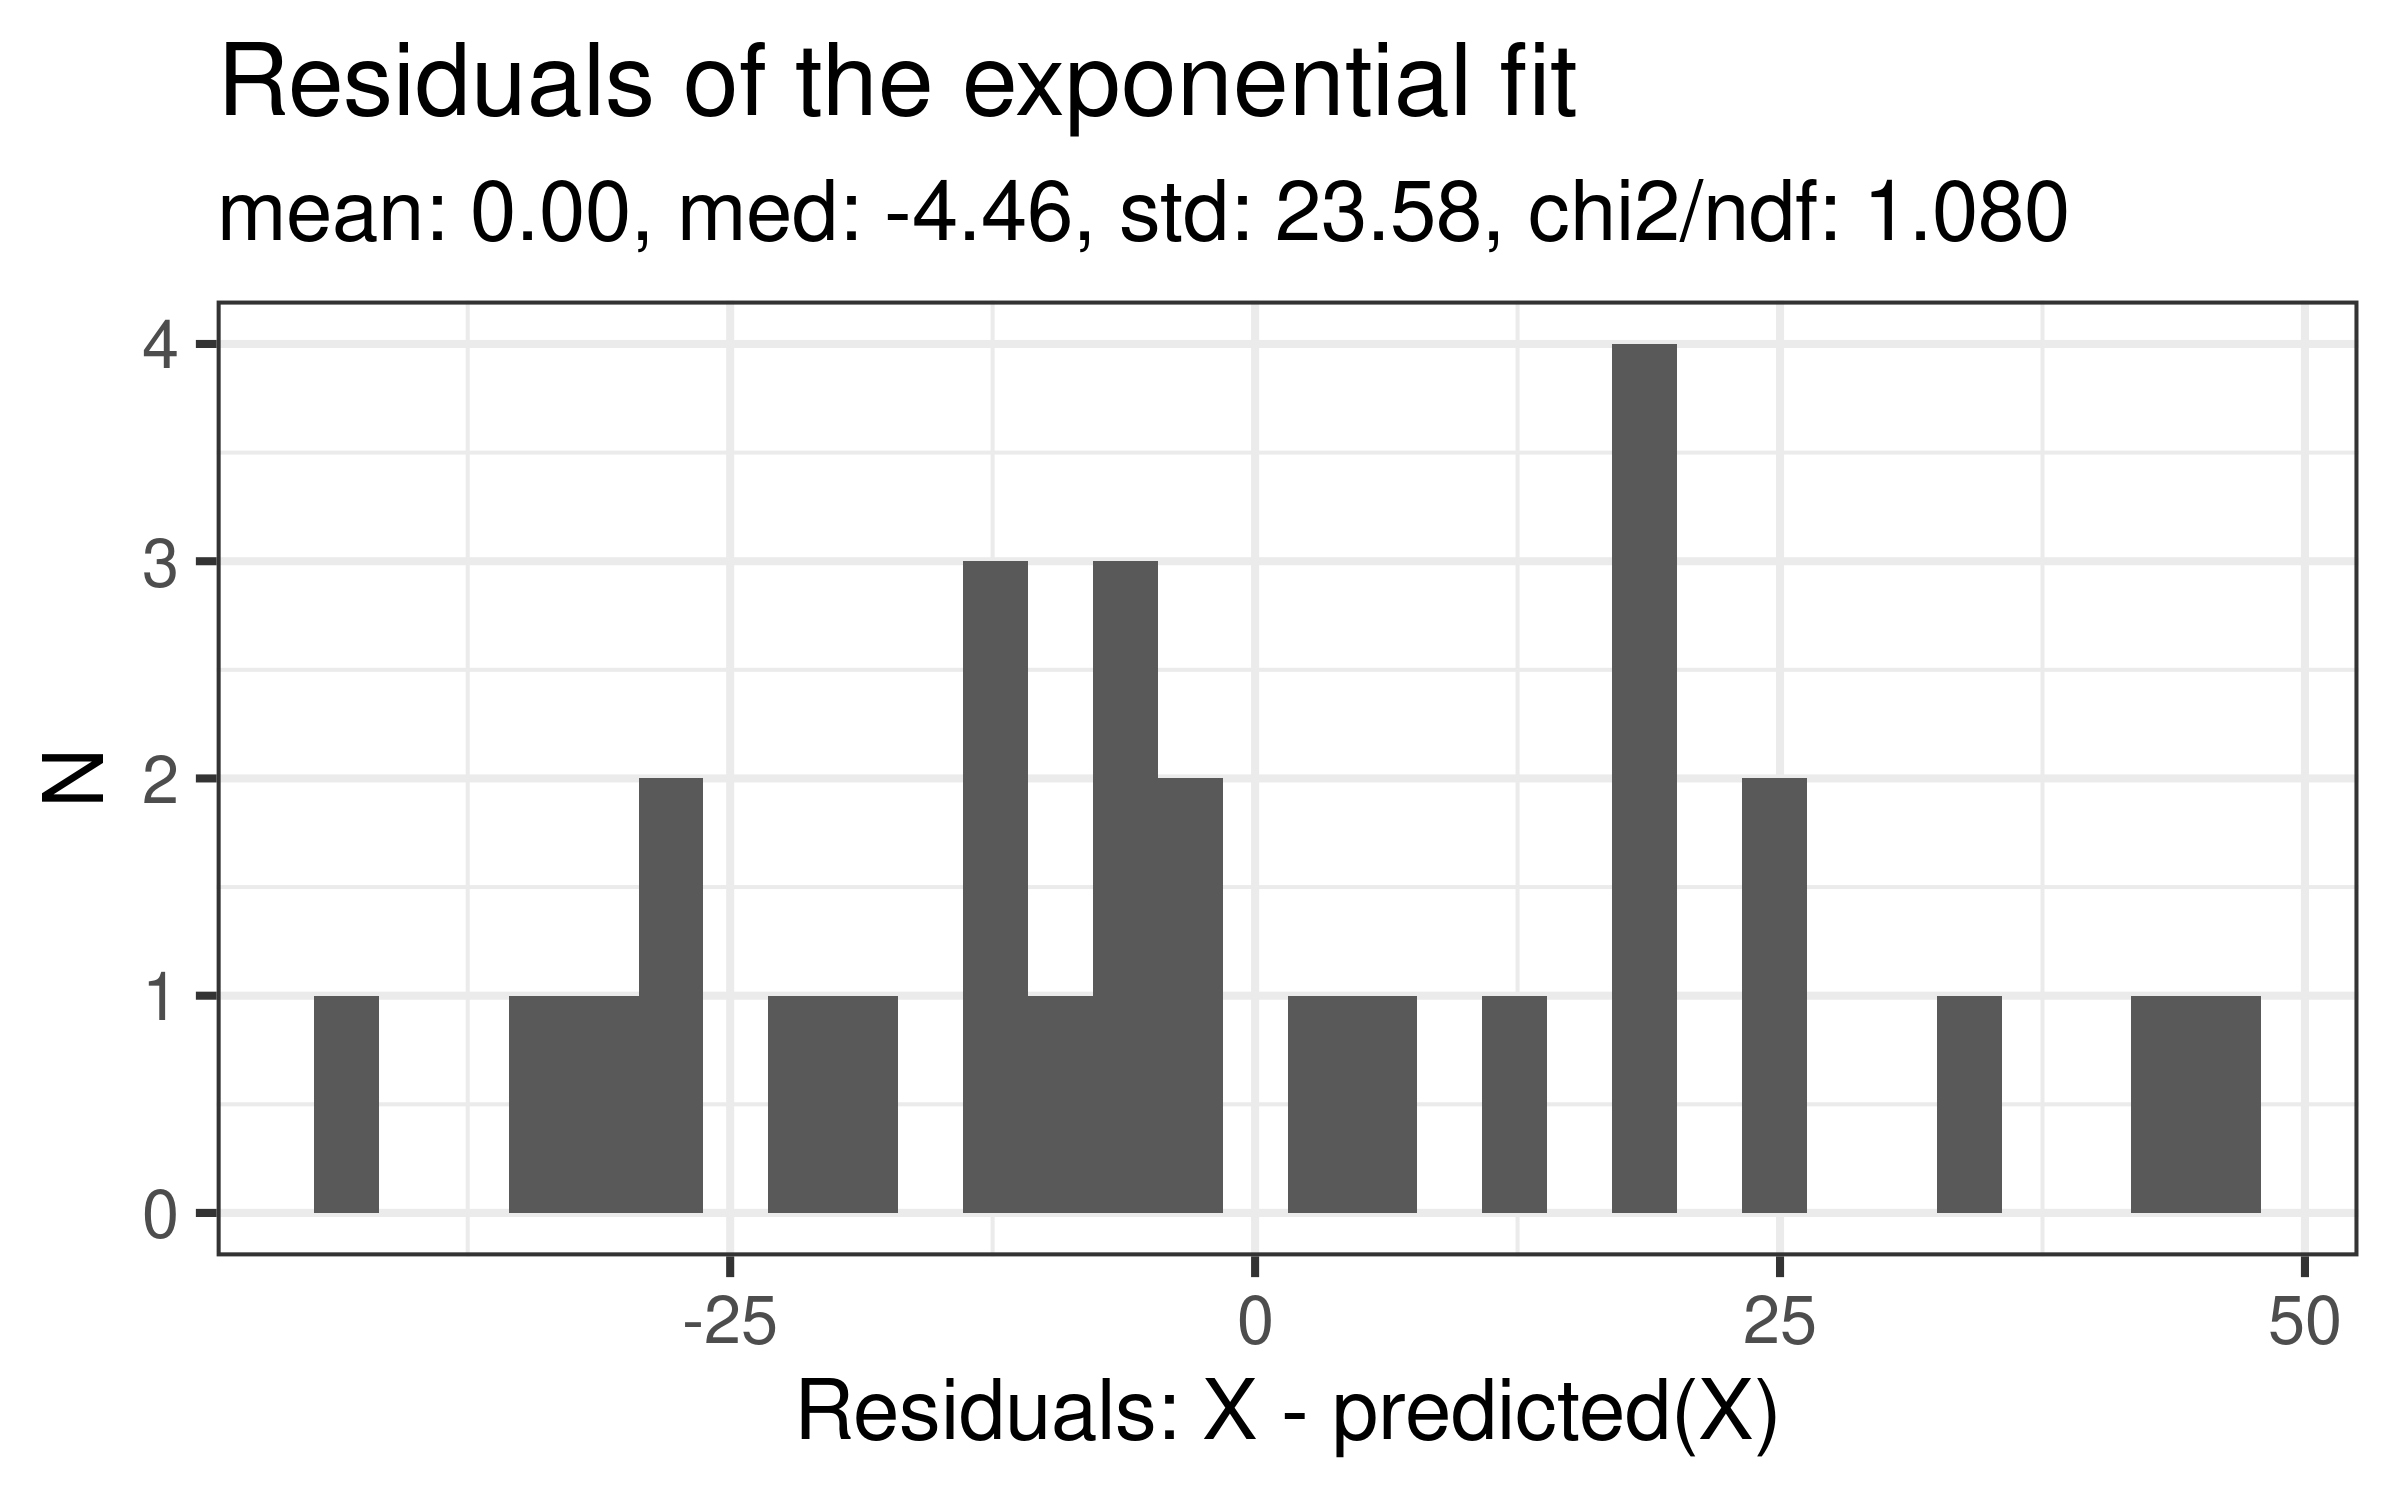 Residuals of the exponential fit
mean: 0.00, med: -4.46, std: 23.58, chi2/ndf: 1.080
4
3
2
1
0
N
-25 0 25 50
Residuals: X - predicted(X)